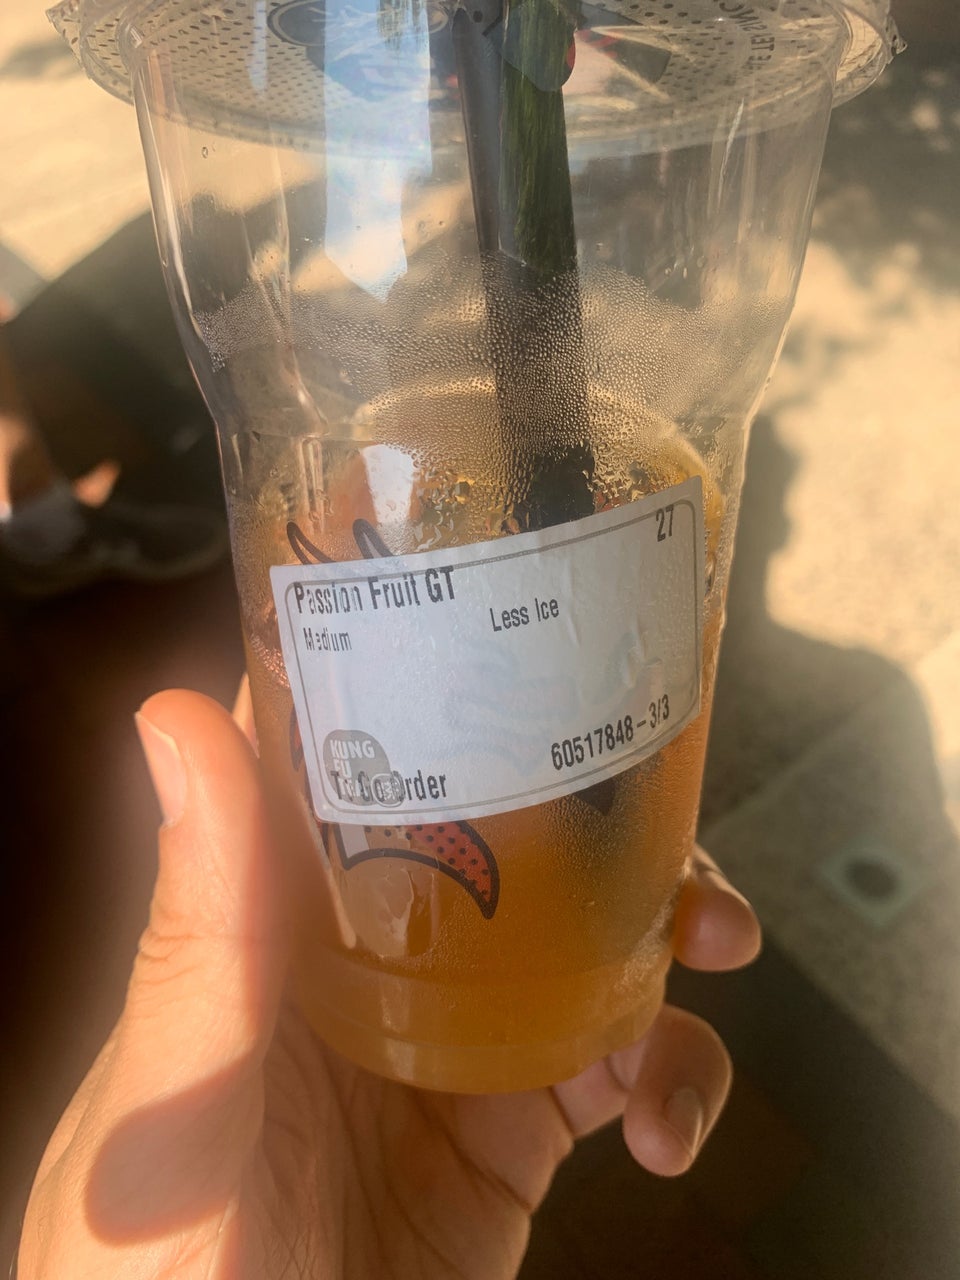 27
Passion Fruit GT
Medium
Less Ice
60517848-3/3
KUNG
FU
To Go Order